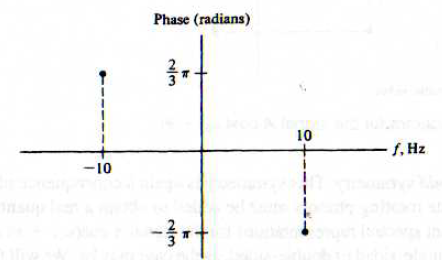 Phase (radians)
2/3 π
10
f, Hz
-10
-2/3 π